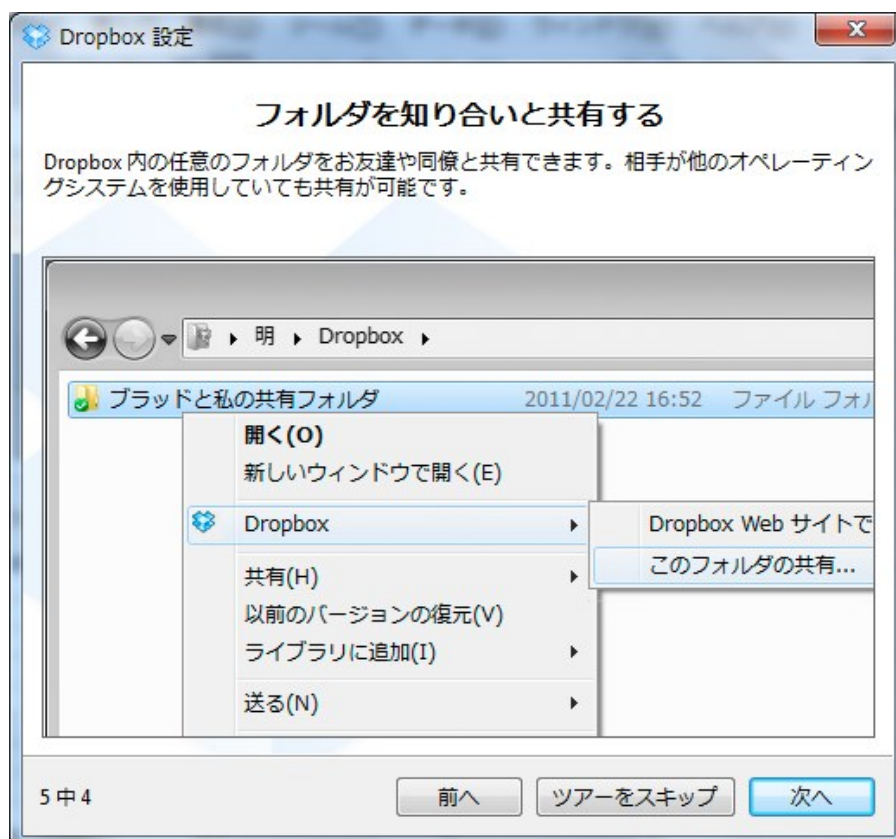 Dropbox 設定
フォルダを知り合いと共有する
Dropbox 内の任意のフォルダをお友達や同僚と共有できます。相手が他のオペレーティン
グシステムを使用していても共有が可能です。
明 Dropbox
ブラッドと私の共有フォルダ 2011/02/22 16:52 ファイル フォル
開く(O)
新しいウィンドウで開く(E)
Dropbox Dropbox Web サイトで
このフォルダの共有...
共有(H)
以前のバージョンの復元(V)
ライブラリに追加(I)
送る(N)
5 中 4 前へ ツアーをスキップ 次へ